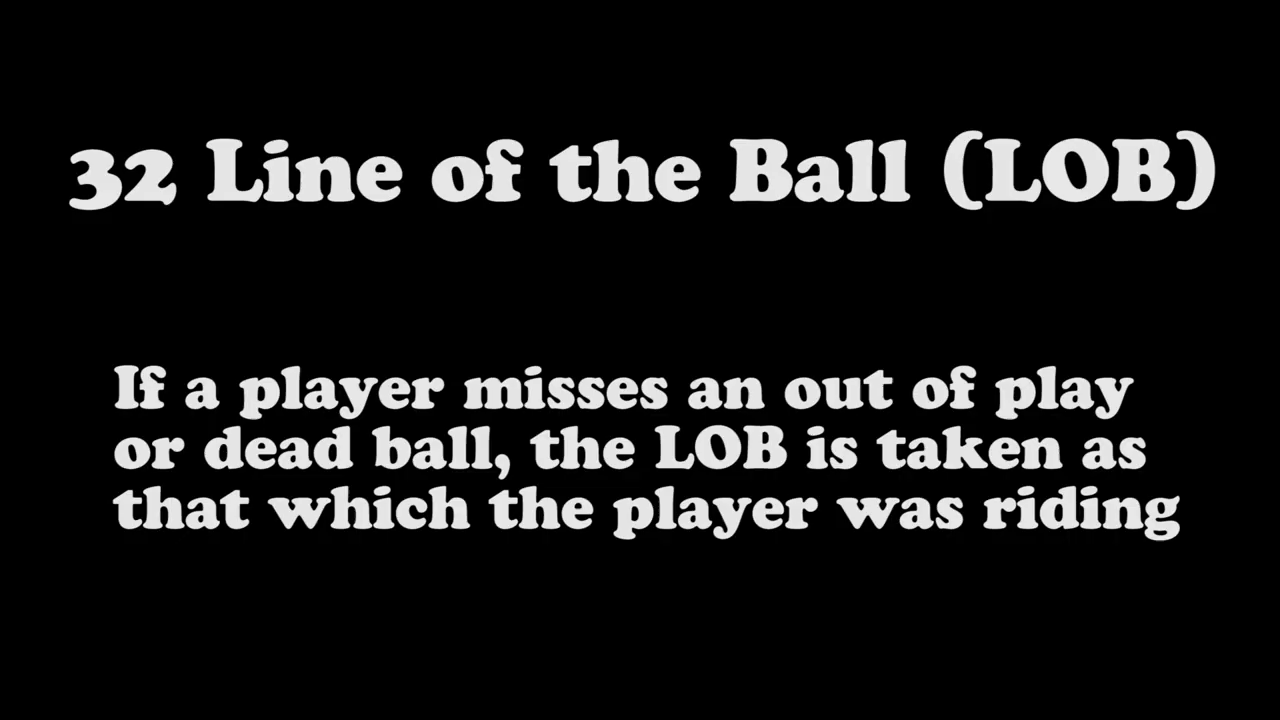 32 Line of the Ball (LOB)
If a player misses an out of play
or dead ball, the LOB is taken as
that which the player was riding